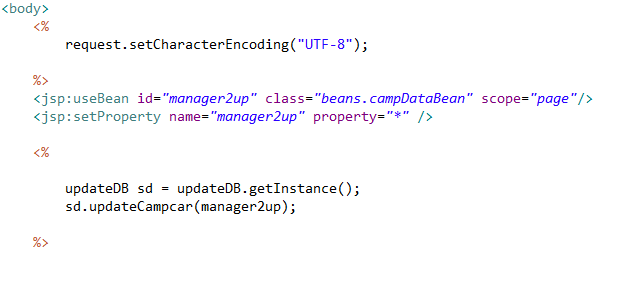 <body>
<%
request.setCharacterEncoding("UTF-8");
%>
<jsp:useBean id="manager2up" class="beans.campDataBean" scope="page"/>
<jsp:setProperty name="manager2up" property="*" />
<%
updateDB sd = updateDB.getInstance();
sd.updateCampcar(manager2up);
%>